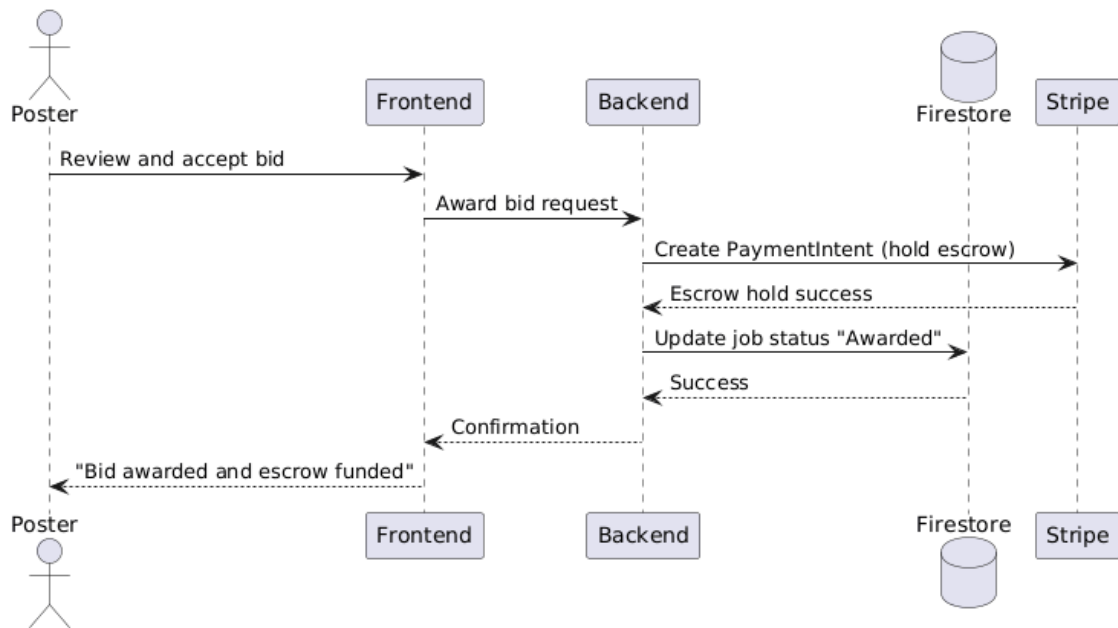 Poster
Frontend
Backend
Firestore
Stripe
Review and accept bid
Award bid request
Create PaymentIntent (hold escrow)
Escrow hold success
Update job status "Awarded"
Success
Confirmation
"Bid awarded and escrow funded"
Poster
Frontend
Backend
Firestore
Stripe